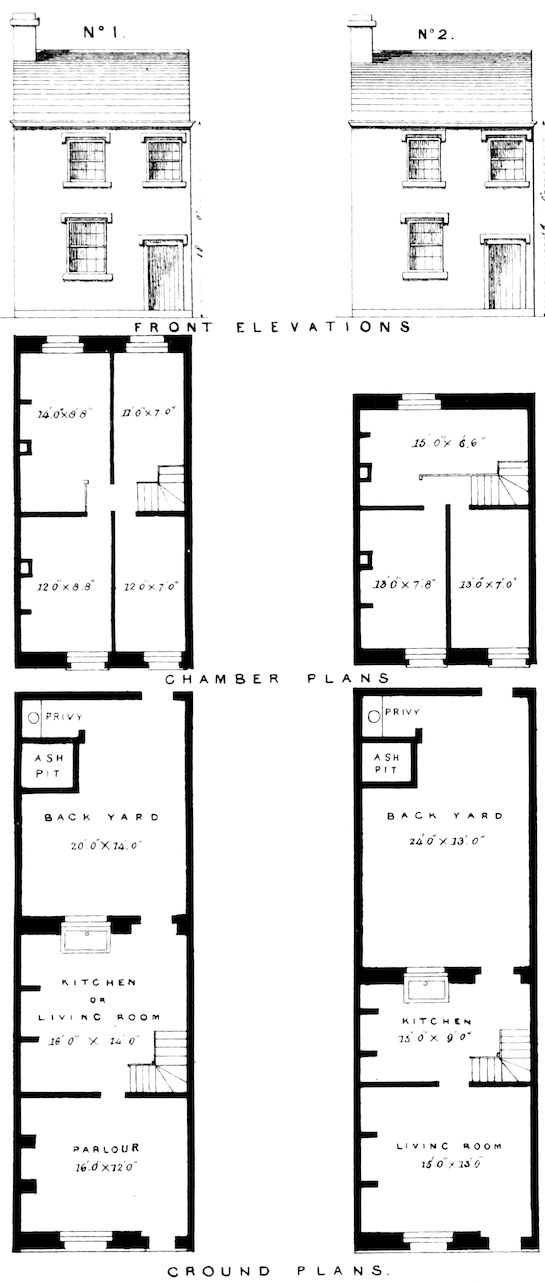 Nº 1.
Nº 2.
FRONT ELEVATIONS
14'.0" × 8'.8"
11'.0" × 7.0"
12'0" × 8.8"
12'0" × 7.0"
15'.0" × 6'.6"
13'.0" × 7'.8"
13'.0" × 7'.0"
CHAMBER PLANS
PRIVY
ASH
PIT
BACK YARD
20'.0" × 14'.0"
KITCHEN
OR
LIVING ROOM
16'.0" × 14'.0"
PARLOUR
16.0" × 12'.0"
PRIVY
ASH
PIT
BACK YARD
24'.0" × 13'.0"
KITCHEN
15'.0" × 9'.0"
LIVING ROOM
15'.0" × 13'0"
GROUND PLANS.